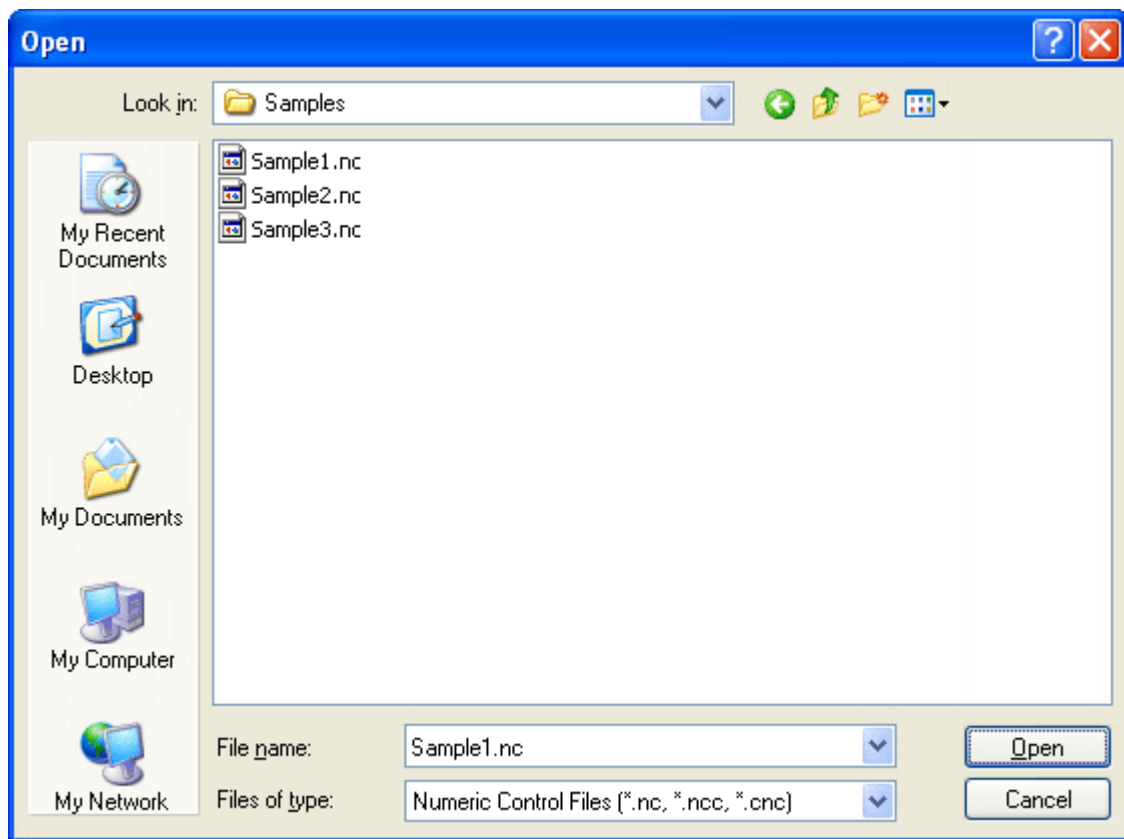 Open
Look in:
Samples
Sample1.nc
Sample2.nc
Sample3.nc
My Recent
Documents
Desktop
My Documents
My Computer
My Network
File name:
Sample1.nc
Open
Files of type:
Numeric Control Files (*.nc, *.ncc, *.cnc)
Cancel